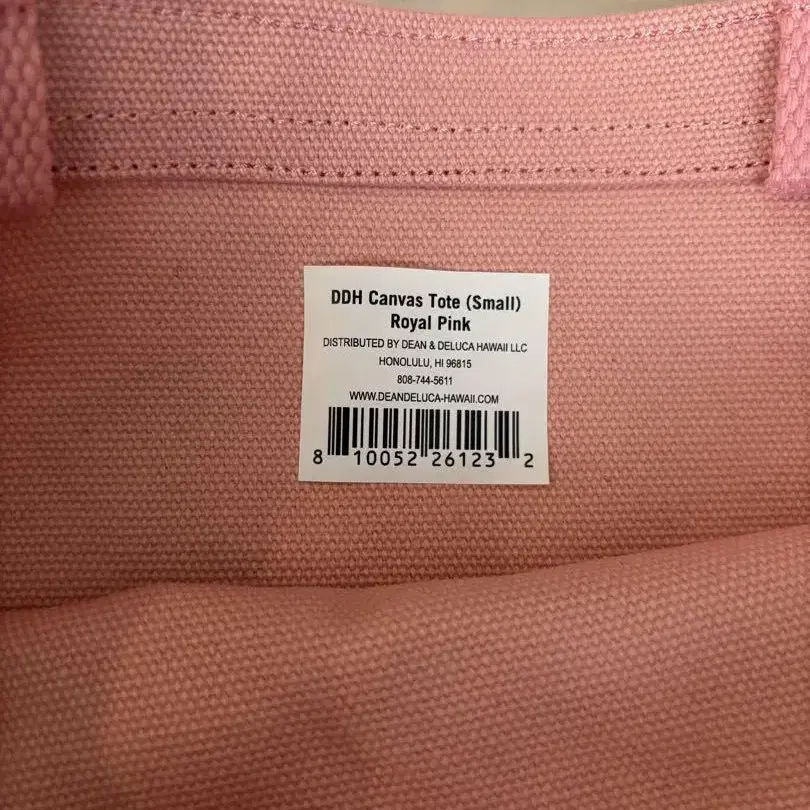 DDH Canvas Tote (Small)
Royal Pink
DISTRIBUTED BY DEAN & DELUCA HAWAII LLC
HONOLULU, HI 96815
808-744-5611
WWW.DEANDELUCA-HAWAII.COM
8 10052 26123 2